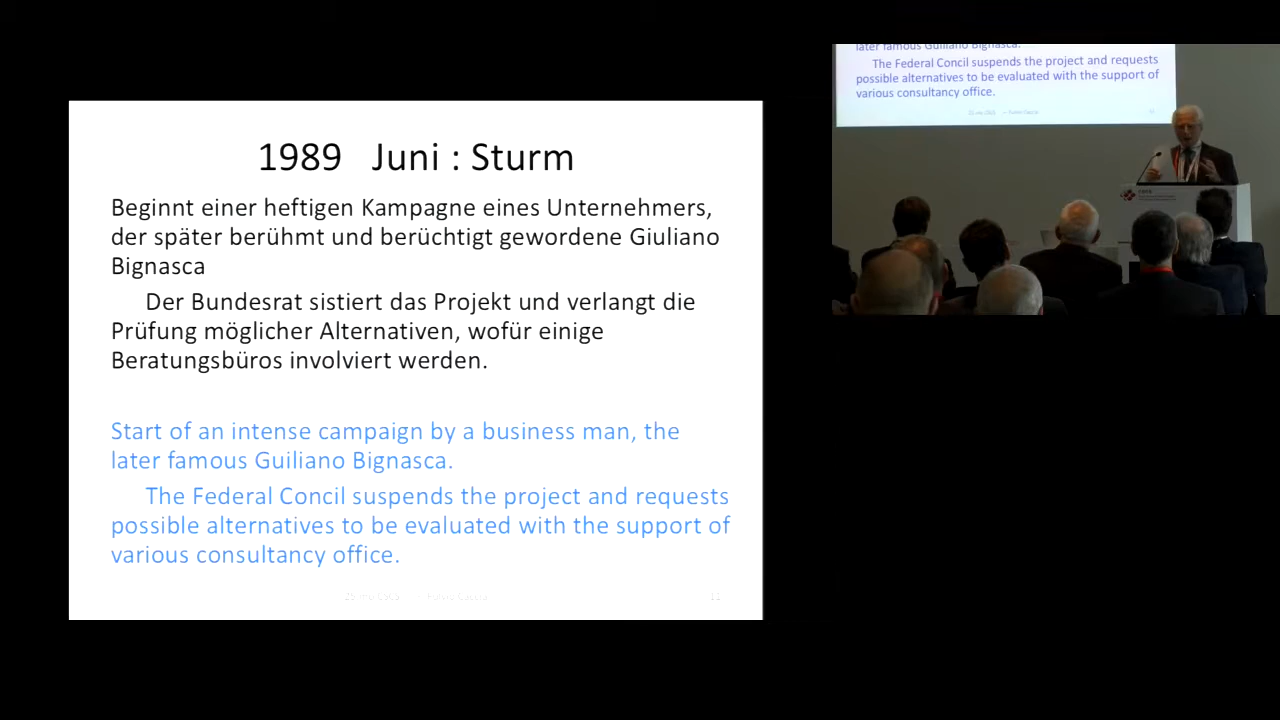 1989 Juni : Sturm
Beginnt einer heftigen Kampagne eines Unternehmers,
der später berühmt und berüchtigt gewordene Giuliano
Bignasca
Der Bundesrat sistiert das Projekt und verlangt die
Prüfung möglicher Alternativen, wofür einige
Beratungsbüros involviert werden.
Start of an intense campaign by a business man, the
later famous Guiliano Bignasca.
The Federal Concil suspends the project and requests
possible alternatives to be evaluated with the support of
various consultancy office.
later famous Guiliano Bignasca.
The Federal Concil suspends the project and requests
possible alternatives to be evaluated with the support of
various consultancy office.